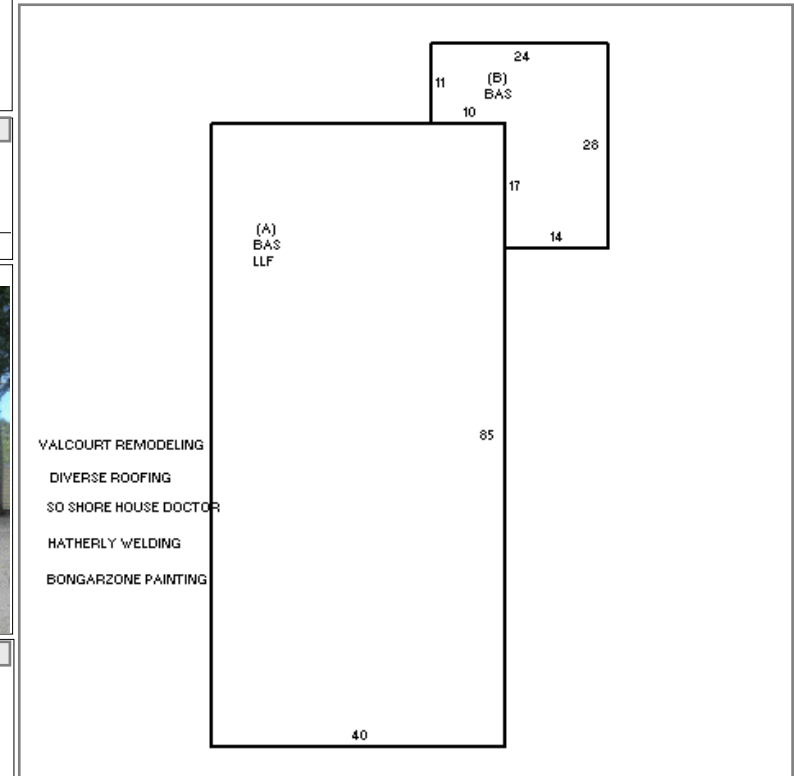 24
11
(B)
BAS
10
28
17
14
(A)
BAS
LLF
85
VALCOURT REMODELING
DIVERSE ROOFING
SO SHORE HOUSE DOCTOR
HATHERLY WELDING
BONGARZONE PAINTING
40